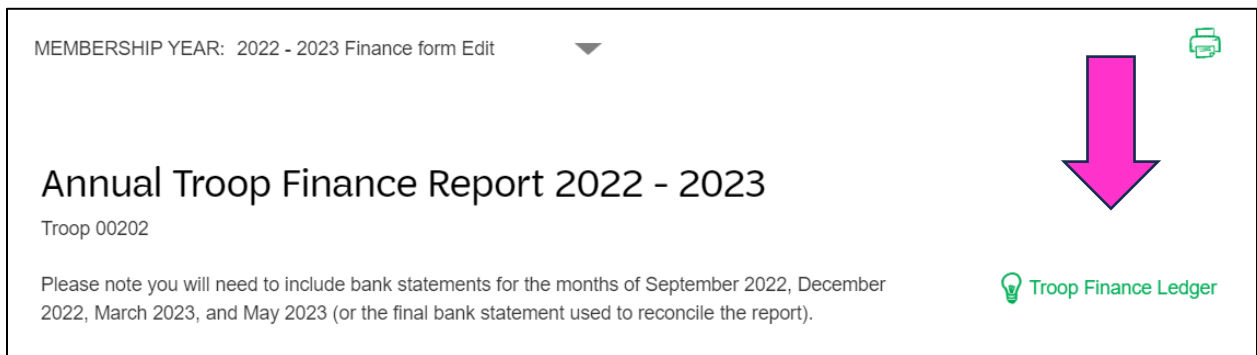 MEMBERSHIP YEAR: 2022 - 2023 Finance form Edit
Annual Troop Finance Report 2022 - 2023
Troop 00202
Please note you will need to include bank statements for the months of September 2022, December
2022, March 2023, and May 2023 (or the final bank statement used to reconcile the report).
Troop Finance Ledger